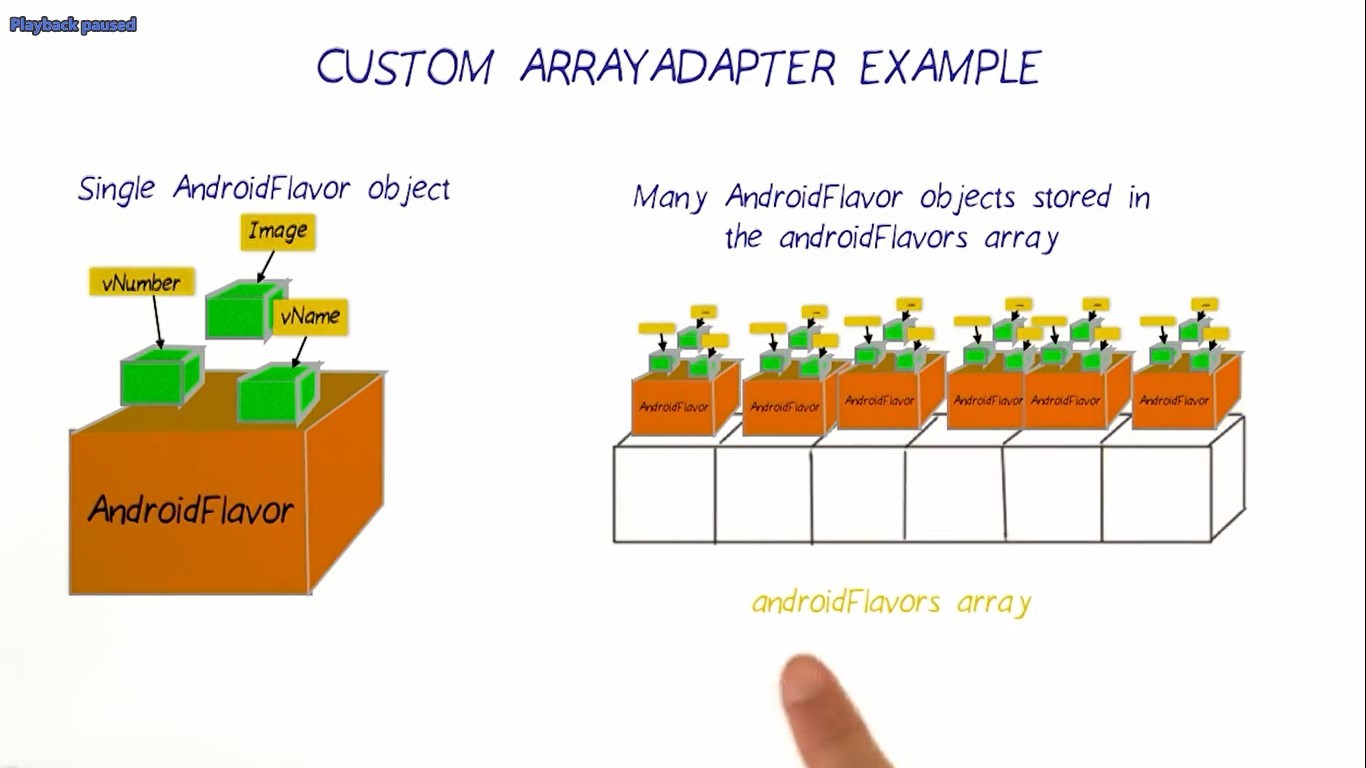 Playback paused
CUSTOM ARRAYADAPTER EXAMPLE
Single AndroidFlavor object
Image
vNumber
vName
AndroidFlavor
Many AndroidFlavor objects stored in
the androidFlavors array
AndroidFlavor
AndroidFlavor
AndroidFlavor
AndroidFlavor
AndroidFlavor
AndroidFlavor
androidFlavors array